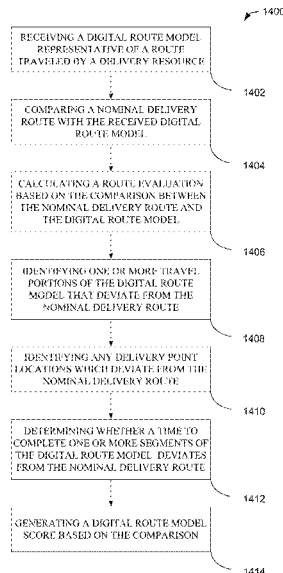 1400
RECEIVING A DIGITAL ROUTE MODEL
REPRESENTATIVE OF A ROUTE
TRAVELED BY A DELIVERY RESOURCE
1402
COMPARING A NOMINAL DELIVERY
ROUTE WITH THE RECEIVED DIGITAL
ROUTE MODEL
1404
CALCULATING A ROUTE EVALUATION
BASED ON THE COMPARISON BETWEEN
THE NOMINAL DELIVERY ROUTE AND
THE DIGITAL ROUTE MODEL
1406
IDENTIFYING ONE OR MORE TRAVEL
PORTIONS OF THE DIGITAL ROUTE
MODEL THAT DEVIATE FROM THE
NOMINAL DELIVERY ROUTE
1408
IDENTIFYING ANY DELIVERY POINT
LOCATIONS WHICH DEVIATE FROM THE
NOMINAL DELIVERY ROUTE
1410
DETERMINING WHETHER A TIME TO
COMPLETE ONE OR MORE SEGMENTS OF
THE DIGITAL ROUTE MODEL DEVIATES
FROM THE NOMINAL DELIVERY ROUTE
1412
GENERATING A DIGITAL ROUTE MODEL
SCORE BASED ON THE COMPARISON
1414